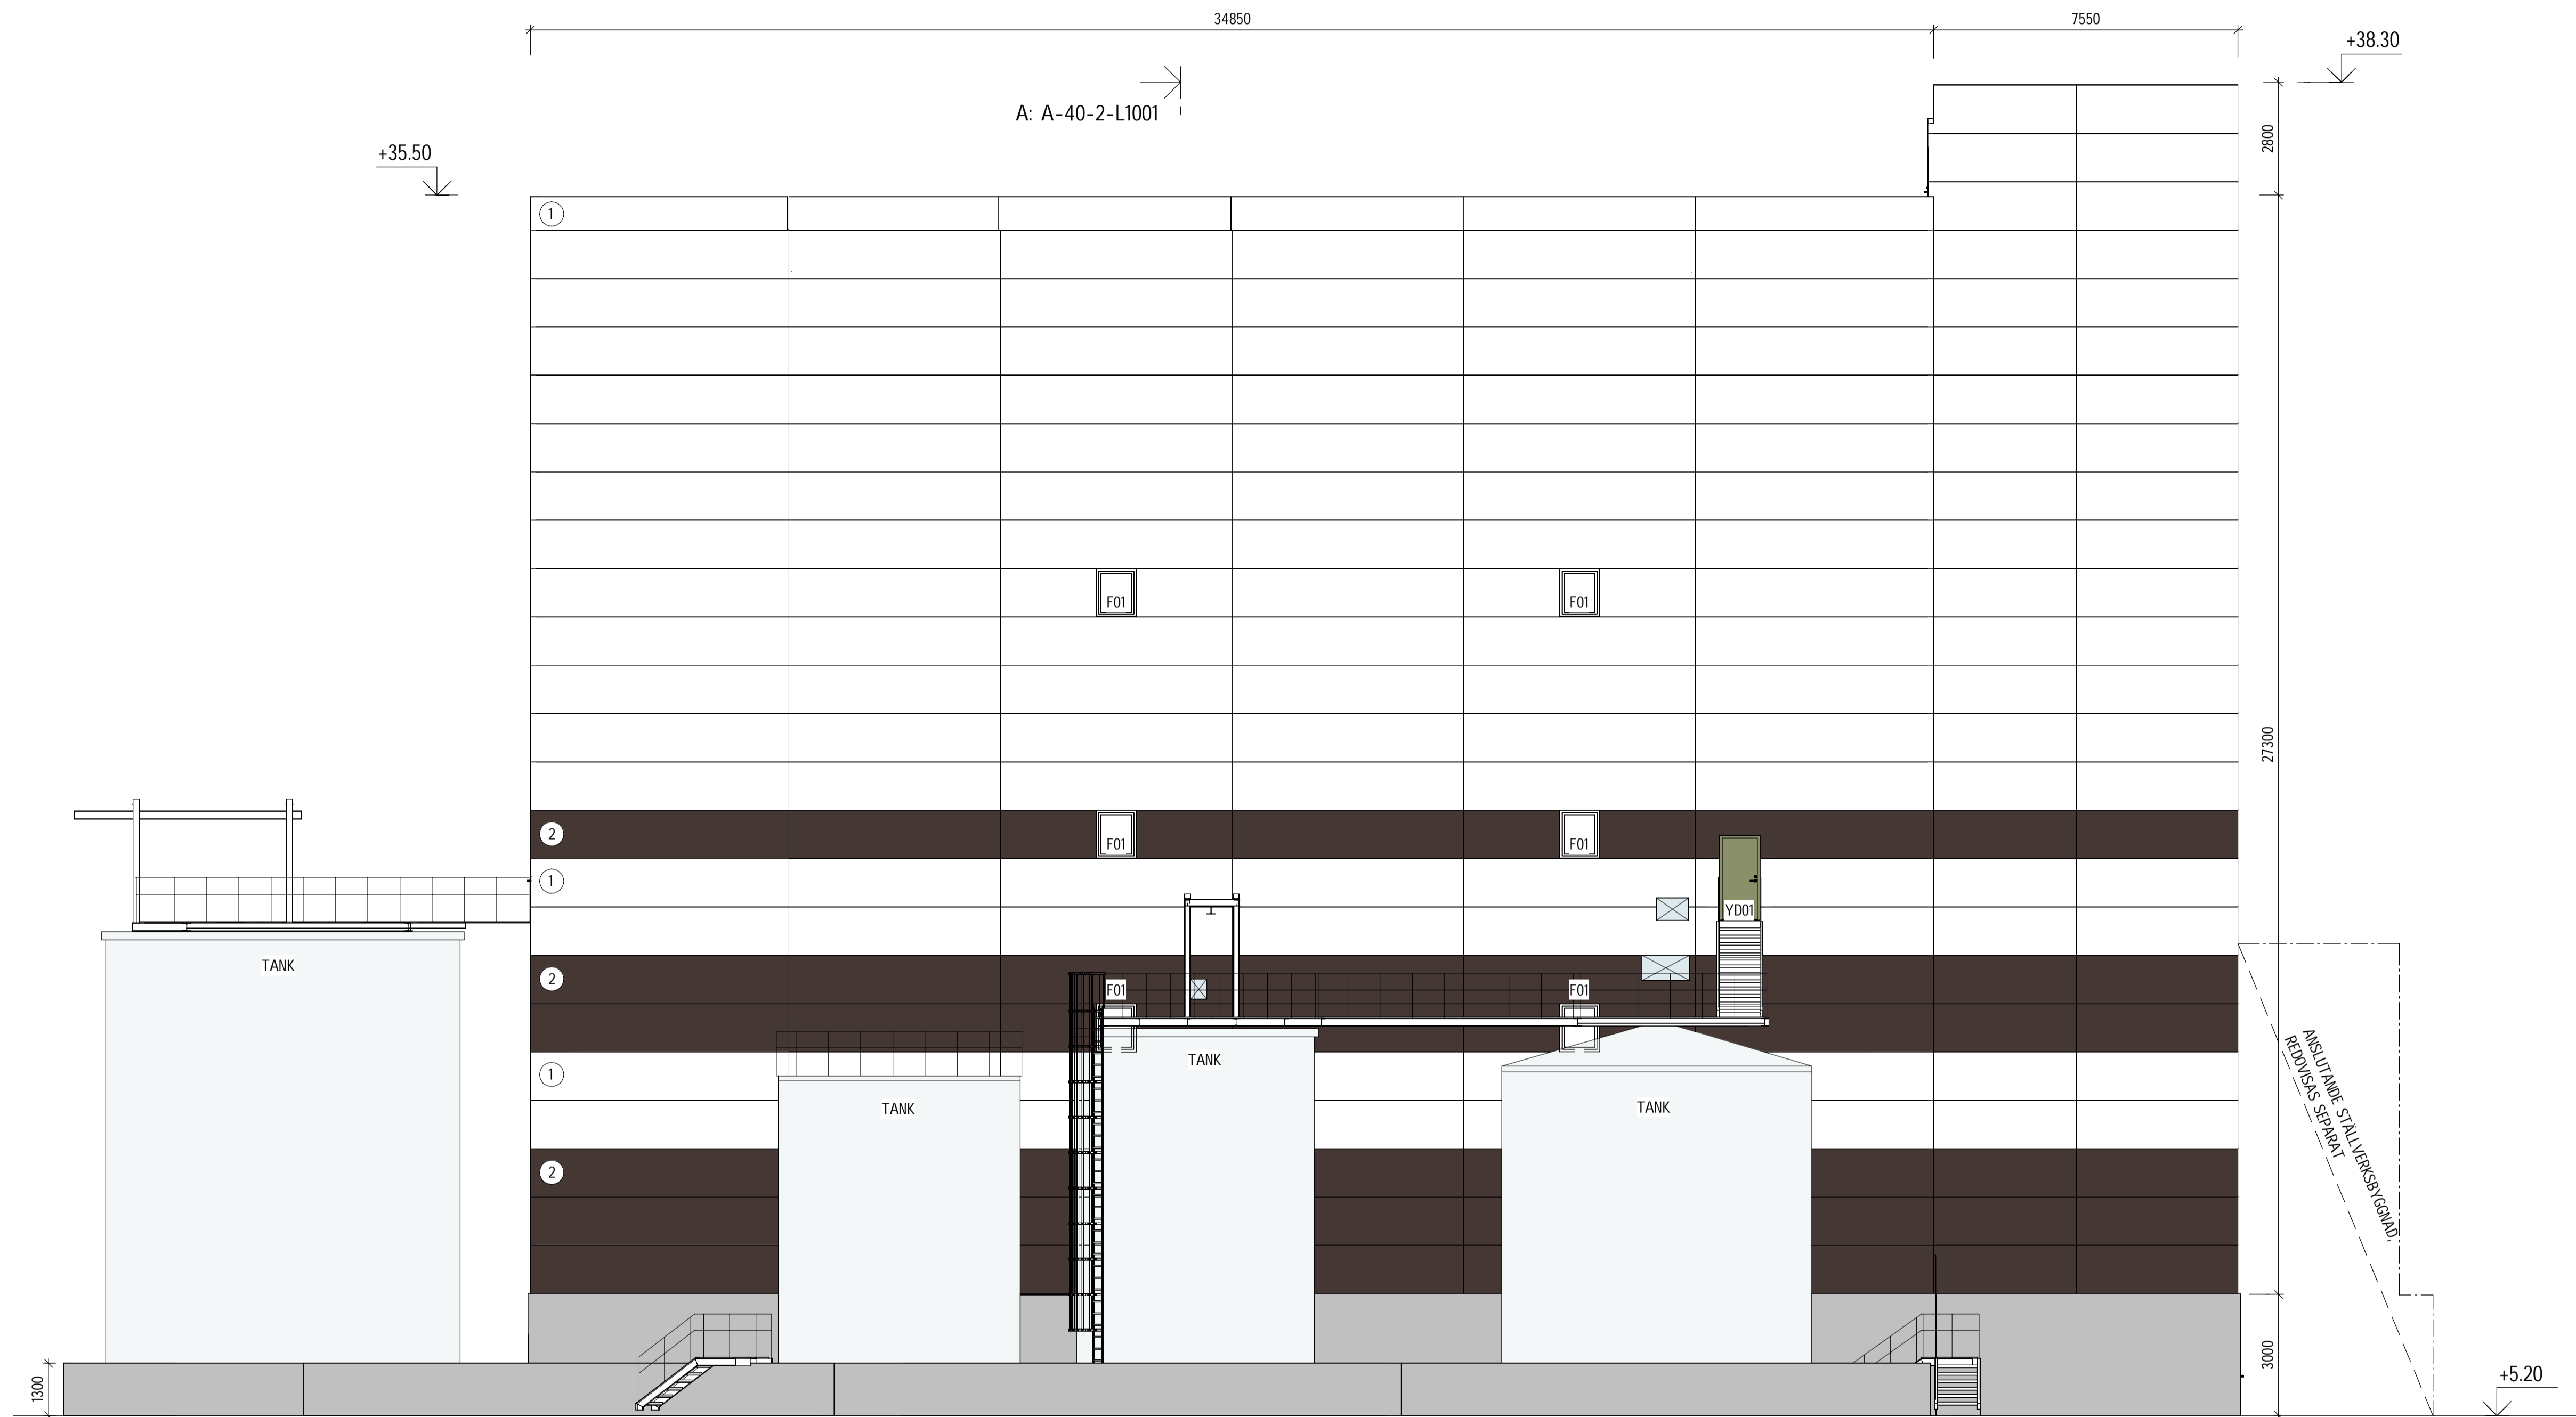 34850
7550
+38.30
A: A-40-2-L1001
2800
+35.50
1
F01
F01
27300
2
F01
F01
1
YD01
TANK
2
F01
F01
ANSLUTANDE STÄLLVERKSBYGGNAD,
REDOVISAS SEPARAT
1
TANK
TANK
TANK
2
3000
1300
+5.20